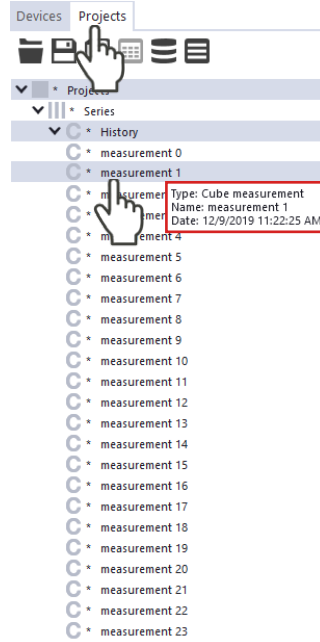 Devices Projects
* Proj
* Series
C * History
C * measurement 0
C * measurement 1
Type: Cube measurement
Name: measurement 1
Date: 12/9/2019 11:22:25 AM
C *
C *
C * measurement 4
C * measurement 5
C * measurement 6
C * measurement 7
C * measurement 8
C * measurement 9
C * measurement 10
C * measurement 11
C * measurement 12
C * measurement 13
C * measurement 14
C * measurement 15
C * measurement 16
C * measurement 17
C * measurement 18
C * measurement 19
C * measurement 20
C * measurement 21
C * measurement 22
C * measurement 23